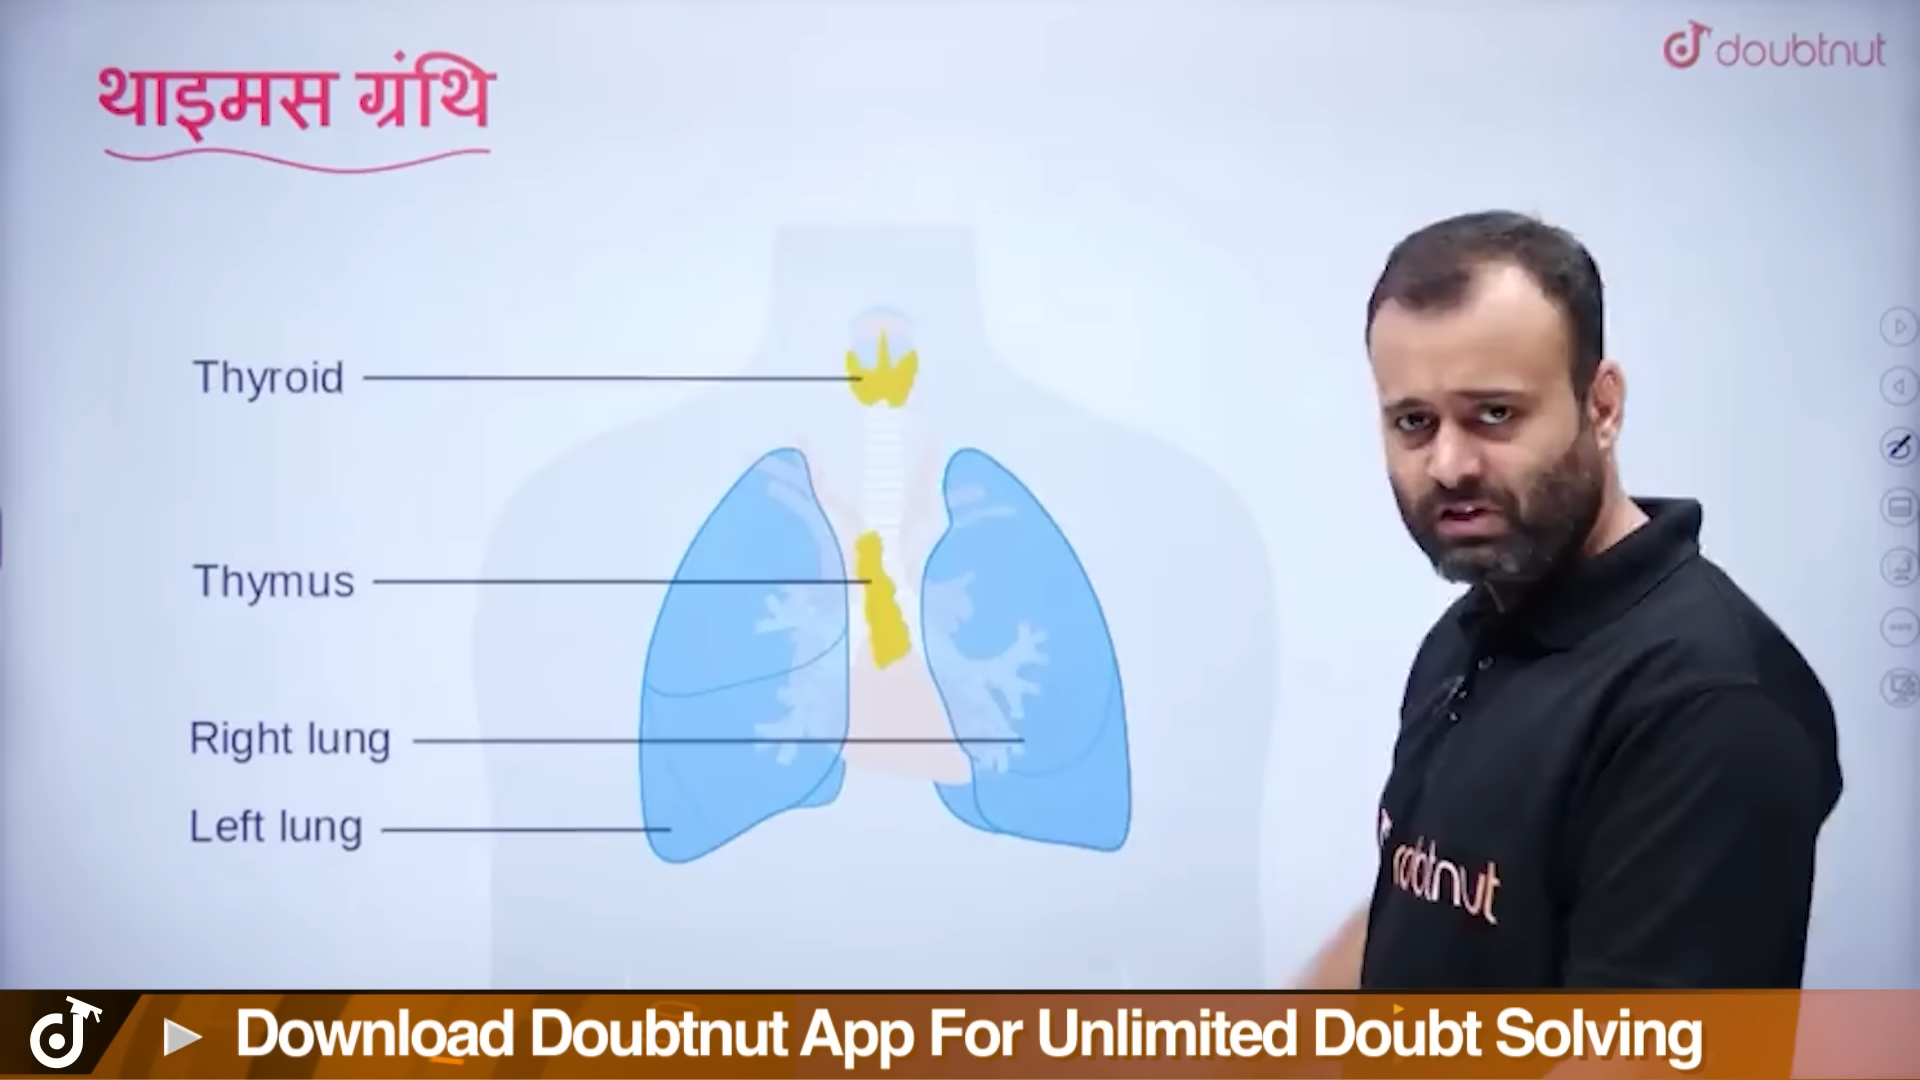 थाइमस ग्रंथि
doubtnut
Thyroid
Thymus
Right lung
Left lung
Download Doubtnut App For Unlimited Doubt Solving